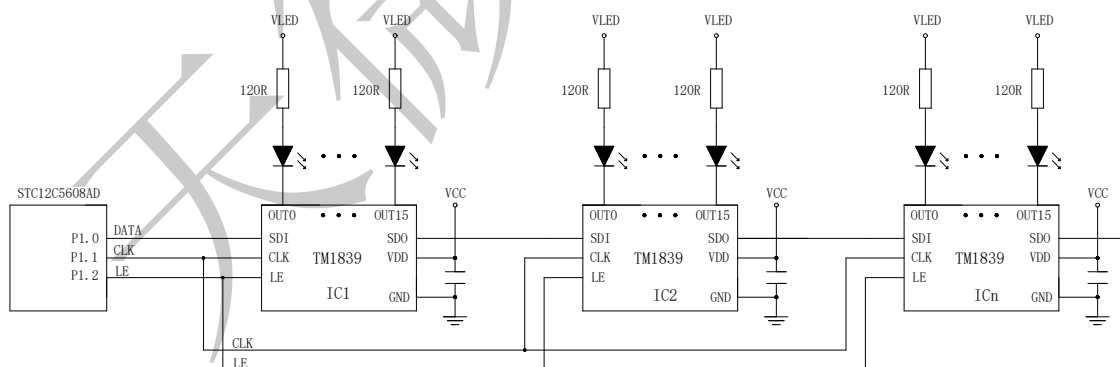 VLED VLED VLED VLED VLED VLED
120R 120R 120R 120R 120R 120R
STC12C5608AD VCC VCC VCC
OUT0 OUT15 OUT0 OUT15 OUT0 OUT15
P1.0 DATA SDI SDO SDI SDO SDI SDO
P1.1 CLK CLK TM1839 VDD CLK TM1839 VDD CLK TM1839 VDD
P1.2 LE LE LE LE
IC1 GND IC2 GND ICn GND
CLK
LE